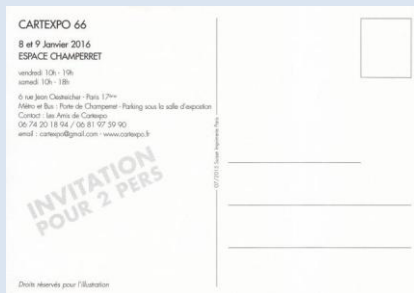 CARTEXPO 66
8 et 9 Janvier 2016
ESPACE CHAMPERRET
vendredi 10h - 19h
samedi 10h - 18h
6 rue Jean Oestreicher - Paris 17ème
Métro et Bus : Porte de Champerret - Parking sous la salle d'exposition
Contact : Les Amis de Cartexpo
06 74 20 18 94 / 06 81 97 59 90
email : cartexpo@gmail.com - www.cartexpo.fr
INVITATION
POUR 2 PERS
Droits réservés pour l'illustration